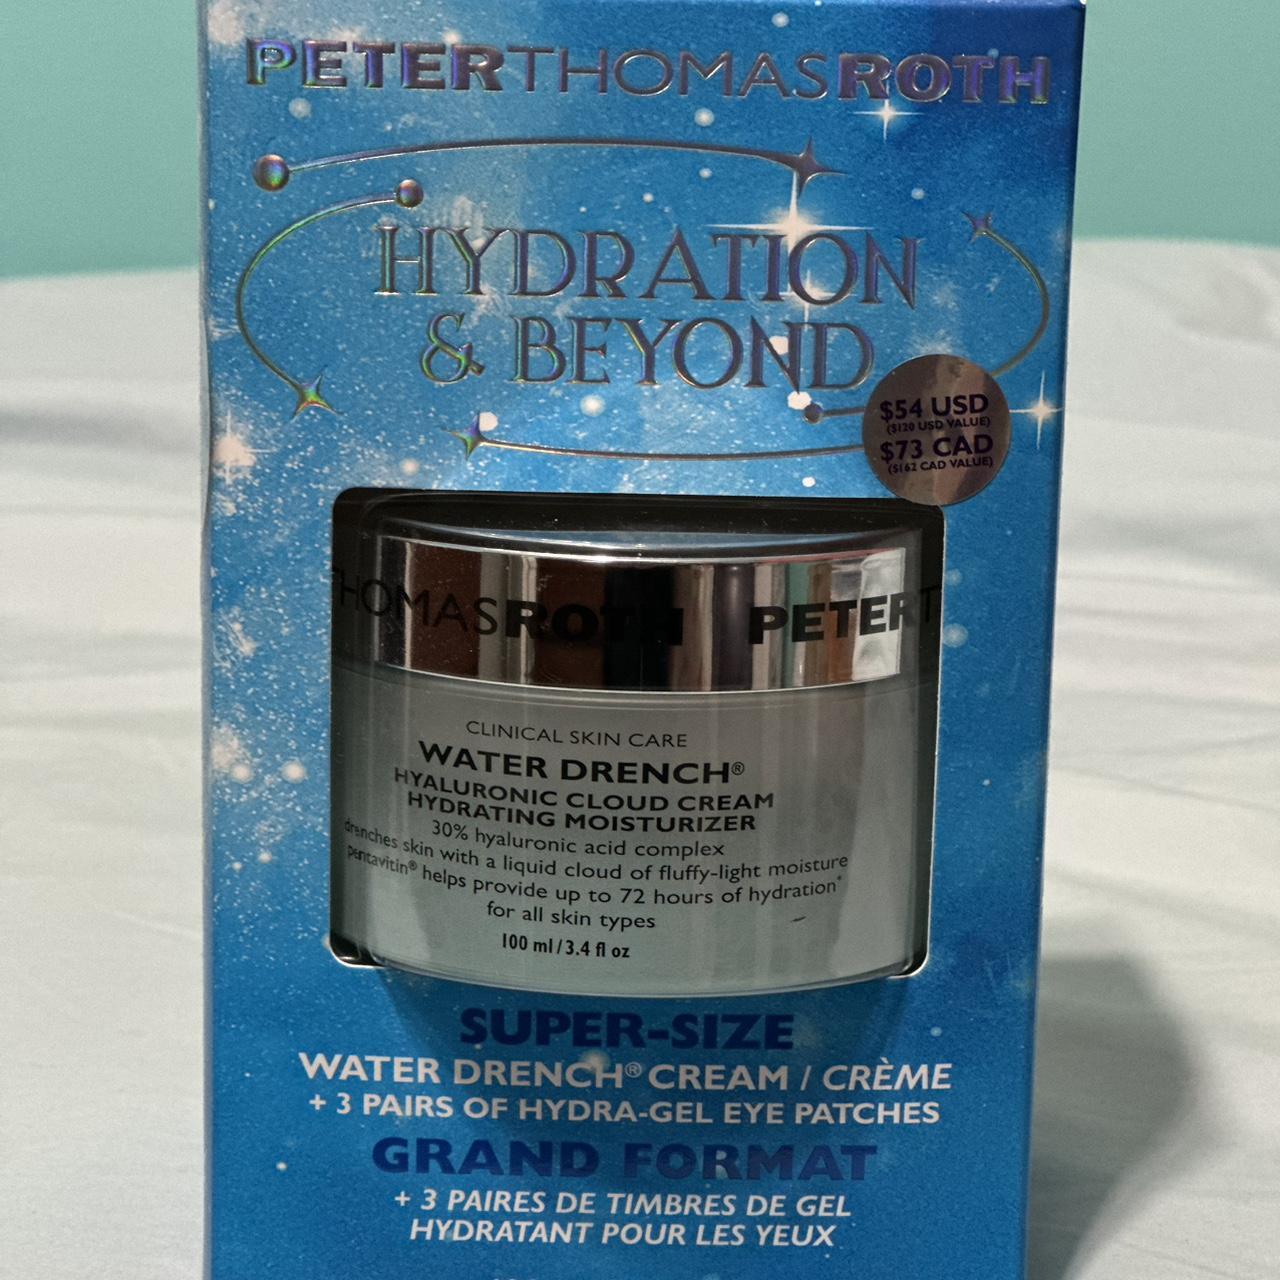 PETERTHOMASROTH
HYDRATION
& BEYOND
$54 USD
($120 USD VALUE)
$73 CAD
($162 CAD VALUE)
THOMASROTH PETERT
CLINICAL SKIN CARE
WATER DRENCH®
HYALURONIC CLOUD CREAM
HYDRATING MOISTURIZER
30% hyaluronic acid complex
drenches skin with a liquid cloud of fluffy-light moisture
pentavitin® helps provide up to 72 hours of hydration*
for all skin types
100 ml/3.4 fl oz
SUPER-SIZE
WATER DRENCH® CREAM / CRÈME
+ 3 PAIRS OF HYDRA-GEL EYE PATCHES
GRAND FORMAT
+ 3 PAIRES DE TIMBRES DE GEL
HYDRATANT POUR LES YEUX